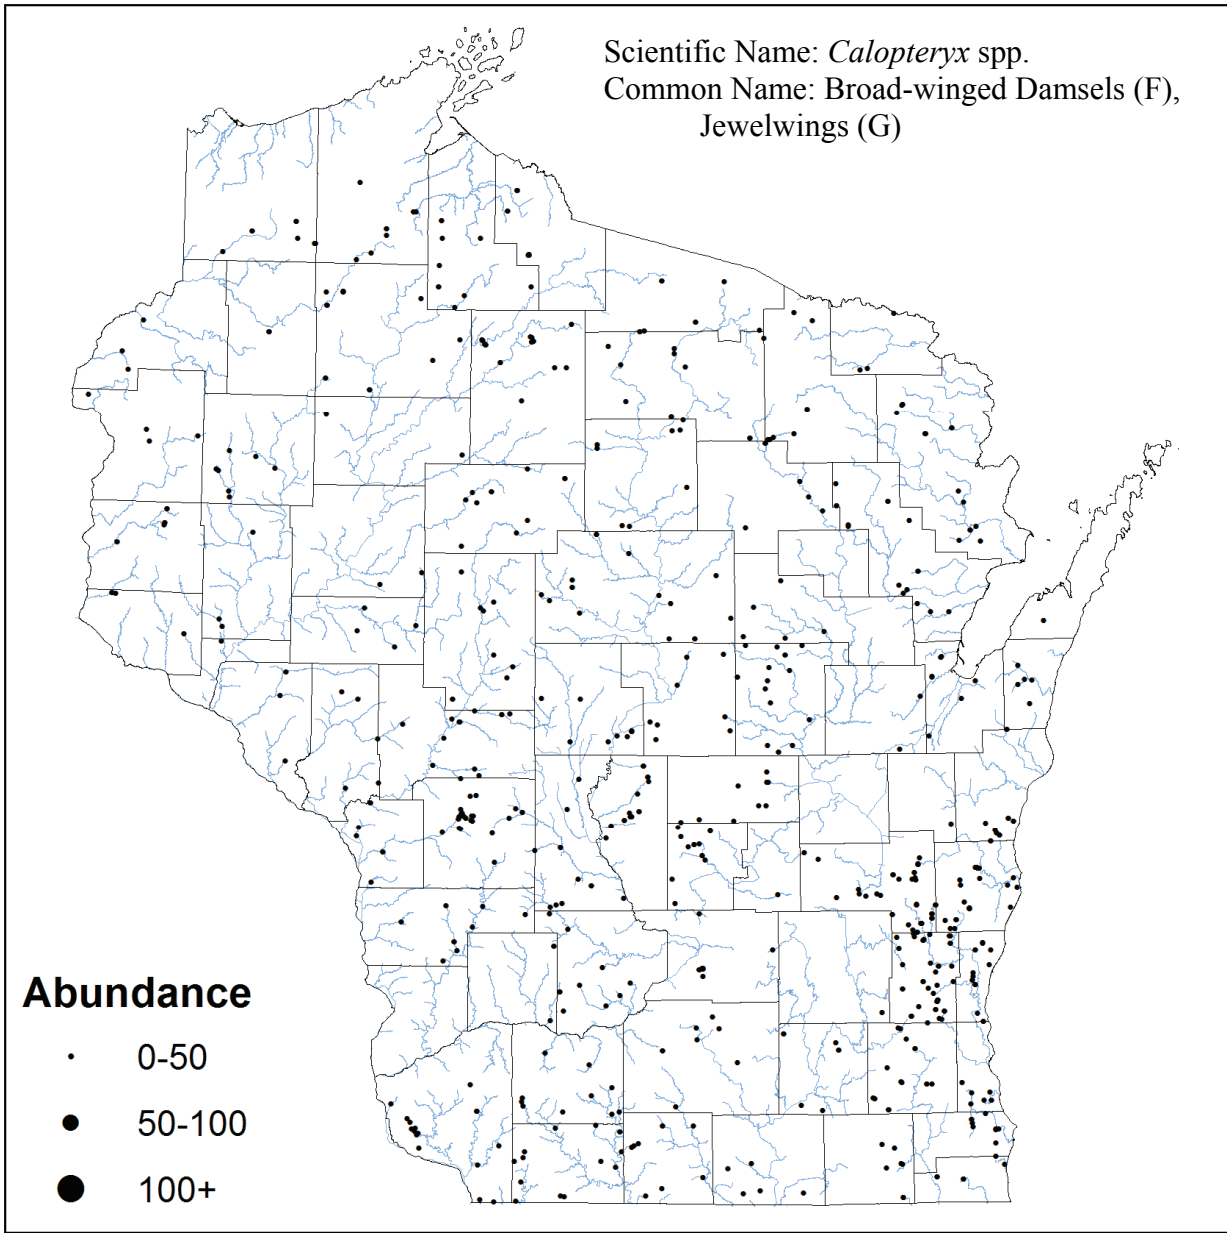 Scientific Name: Calopteryx spp.
Common Name: Broad-winged Damsels (F),
Jewelwings (G)
Abundance
0-50
50-100
100+